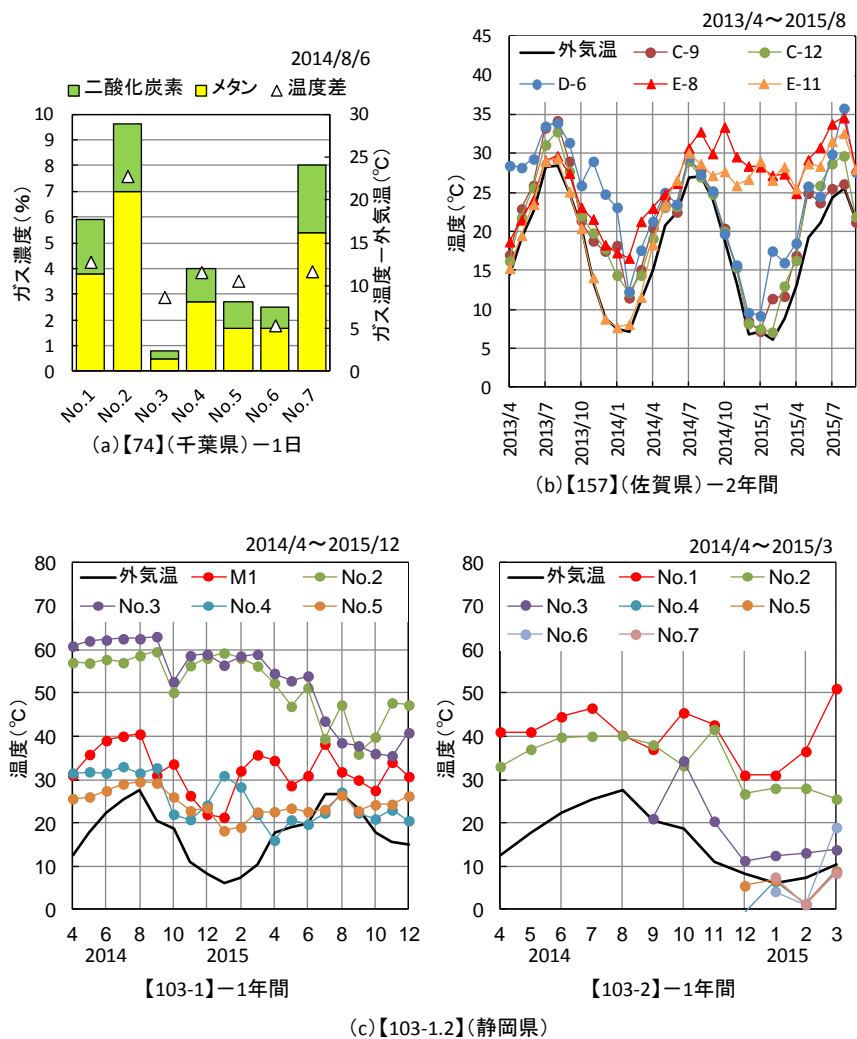 2014/8/6
二酸化炭素 メタン 温度差
ガス濃度(%)
10
9
8
7
6
5
4
3
2
1
0
30
25
20
15
10
5
0
ガス温度－外気温(℃)
No.1 No.2 No.3 No.4 No.5 No.6 No.7
(a)【74】(千葉県)－1日
2013/4～2015/8
外気温 C-9 C-12
D-6 E-8 E-11
温度(℃)
45
40
35
30
25
20
15
10
5
0
2013/4 2013/7 2013/10 2014/1 2014/4 2014/7 2014/10 2015/1 2015/4 2015/7
(b)【157】(佐賀県)－2年間
2014/4～2015/12
外気温 M1 No.2
No.3 No.4 No.5
温度(℃)
80
70
60
50
40
30
20
10
0
4 6 8 10 12 2 4 6 8 10 12
2014 2015
【103-1】－1年間
2014/4～2015/3
外気温 No.1 No.2
No.3 No.4 No.5
No.6 No.7
温度(℃)
80
70
60
50
40
30
20
10
0
4 5 6 7 8 9 10 11 12 1 2 3
2014 2015
【103-2】－1年間
(c)【103-1.2】(静岡県)